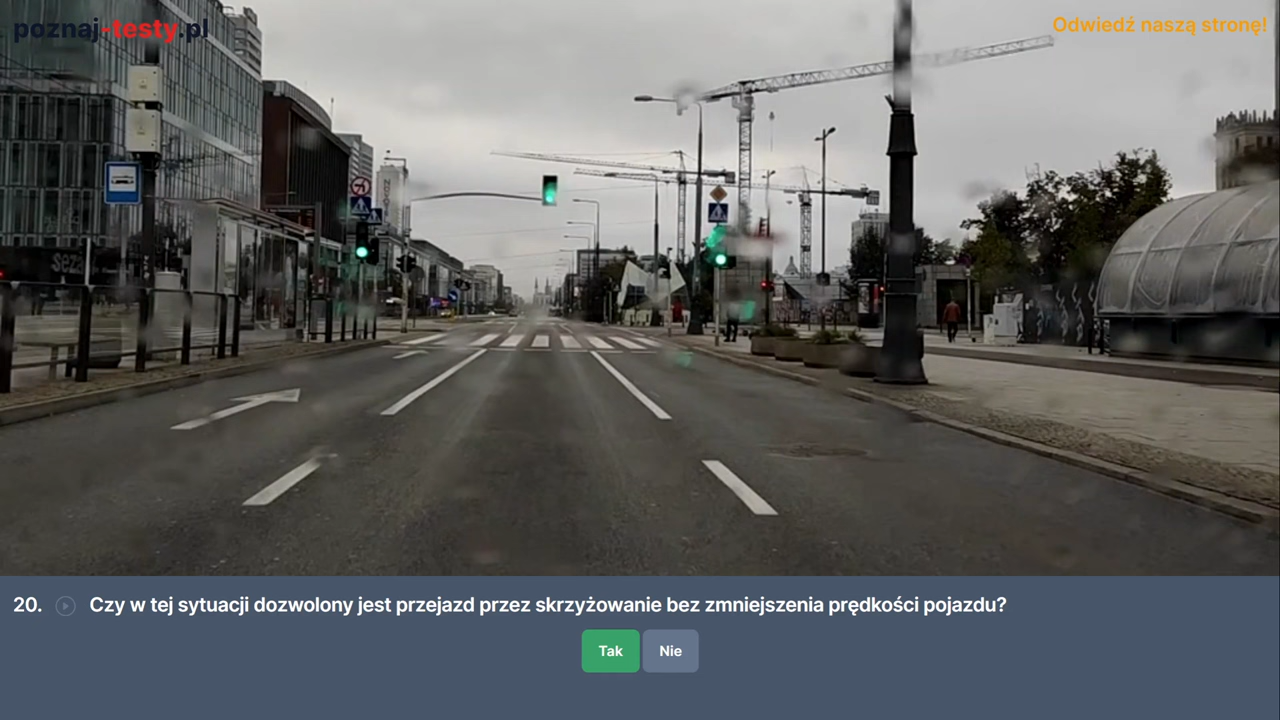 poznaj-testy.pl
Odwiedź naszą stronę!
20. Czy w tej sytuacji dozwolony jest przejazd przez skrzyżowanie bez zmniejszenia prędkości pojazdu?
Tak
Nie